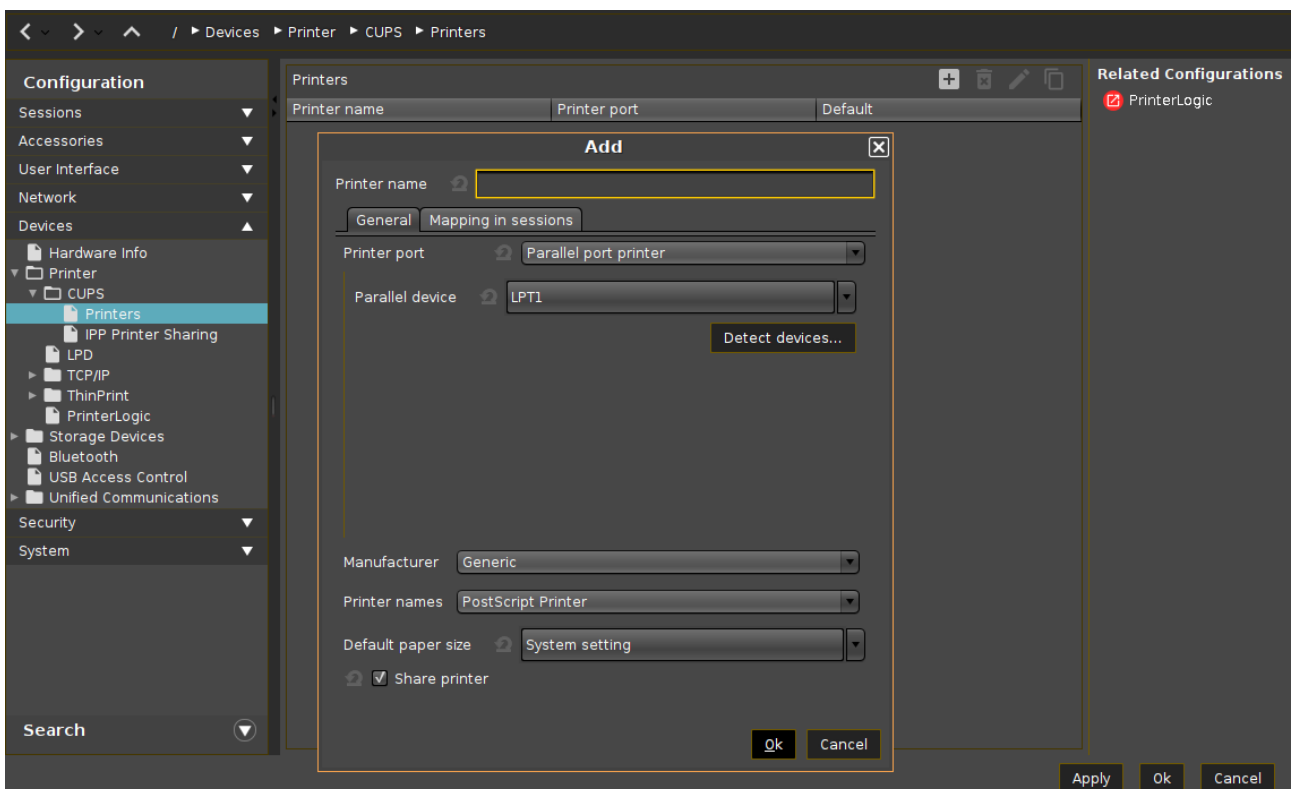 / Devices Printer CUPS Printers
Configuration
Sessions
Accessories
User Interface
Network
Devices
Hardware Info
Printer
CUPS
Printers
IPP Printer Sharing
LPD
TCP/IP
ThinPrint
PrinterLogic
Storage Devices
Bluetooth
USB Access Control
Unified Communications
Security
System
Search
Printers
Printer name Printer port Default
Add
Printer name
General Mapping in sessions
Printer port Parallel port printer
Parallel device LPT1
Detect devices...
Manufacturer Generic
Printer names PostScript Printer
Default paper size System setting
Share printer
Ok Cancel
Related Configurations
PrinterLogic
Apply Ok Cancel